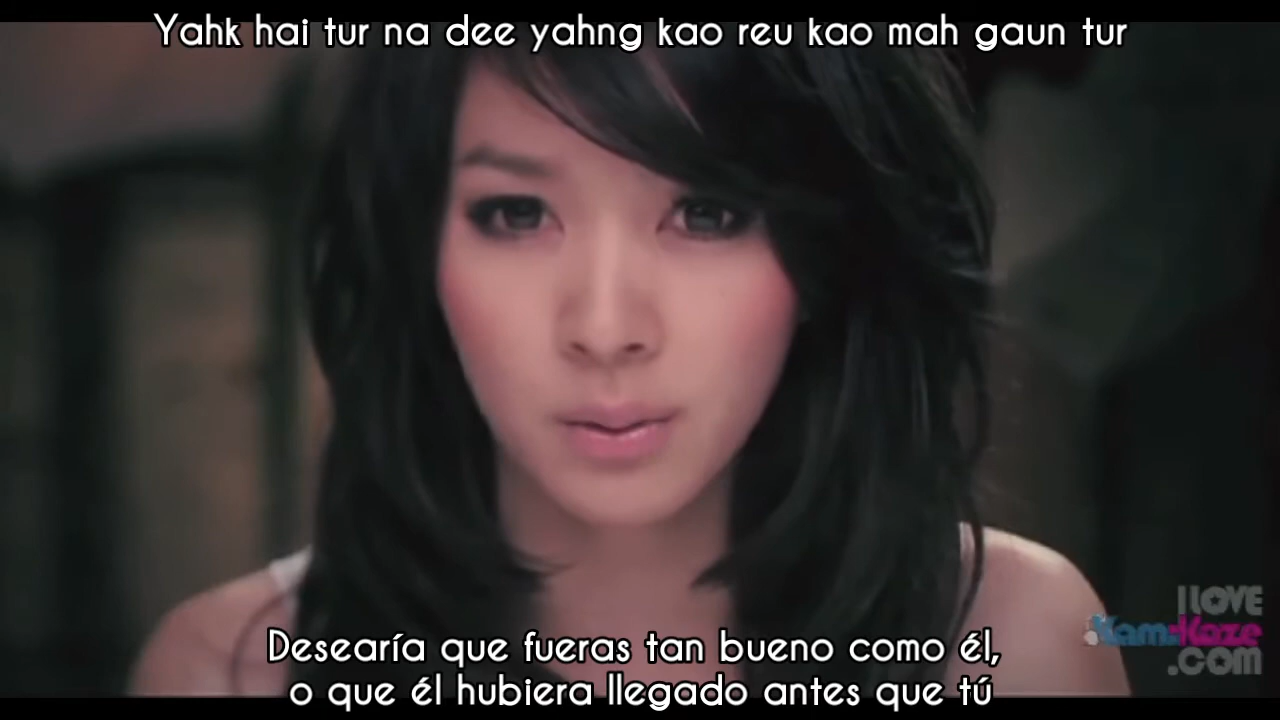 Yahk hai tur na dee yahng kao reu kao mah gaun tur
I LOVE
Kami:Kaze
.com
Desearía que fueras tan bueno como él,
o que él hubiera llegado antes que tú